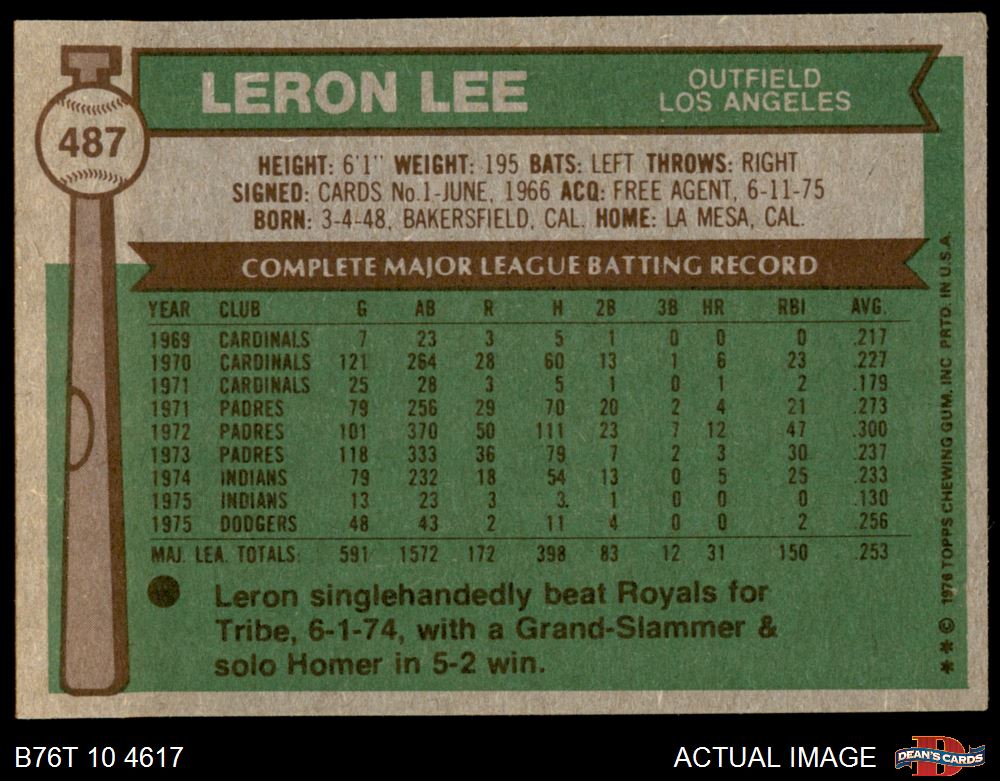 487
LERON LEE
OUTFIELD
LOS ANGELES
HEIGHT: 6'1" WEIGHT: 195 BATS: LEFT THROWS: RIGHT
SIGNED: CARDS No.1-JUNE, 1966 ACQ: FREE AGENT, 6-11-75
BORN: 3-4-48, BAKERSFIELD, CAL. HOME: LA MESA, CAL.
COMPLETE MAJOR LEAGUE BATTING RECORD
YEAR CLUB G AB R H 2B 3B HR RBI AVG.
1969 CARDINALS 7 23 3 5 1 0 0 0 .217
1970 CARDINALS 121 264 28 60 13 1 6 23 .227
1971 CARDINALS 25 28 3 5 1 0 1 2 .179
1971 PADRES 79 256 29 70 20 2 4 21 .273
1972 PADRES 101 370 50 111 23 7 12 47 .300
1973 PADRES 118 333 36 79 7 2 3 30 .237
1974 INDIANS 79 232 18 54 13 0 5 25 .233
1975 INDIANS 13 23 3 3. 1 0 0 0 .130
1975 DODGERS 48 43 2 11 4 0 0 2 .256
MAJ. LEA. TOTALS: 591 1572 172 398 83 12 31 150 .253
Leron singlehandedly beat Royals for
Tribe, 6-1-74, with a Grand-Slammer &
solo Homer in 5-2 win.
** © 1976 TOPPS CHEWING GUM, INC PRTD. IN U.S.A.
B76T 10 4617
ACTUAL IMAGE
D
DEAN'S CARDS